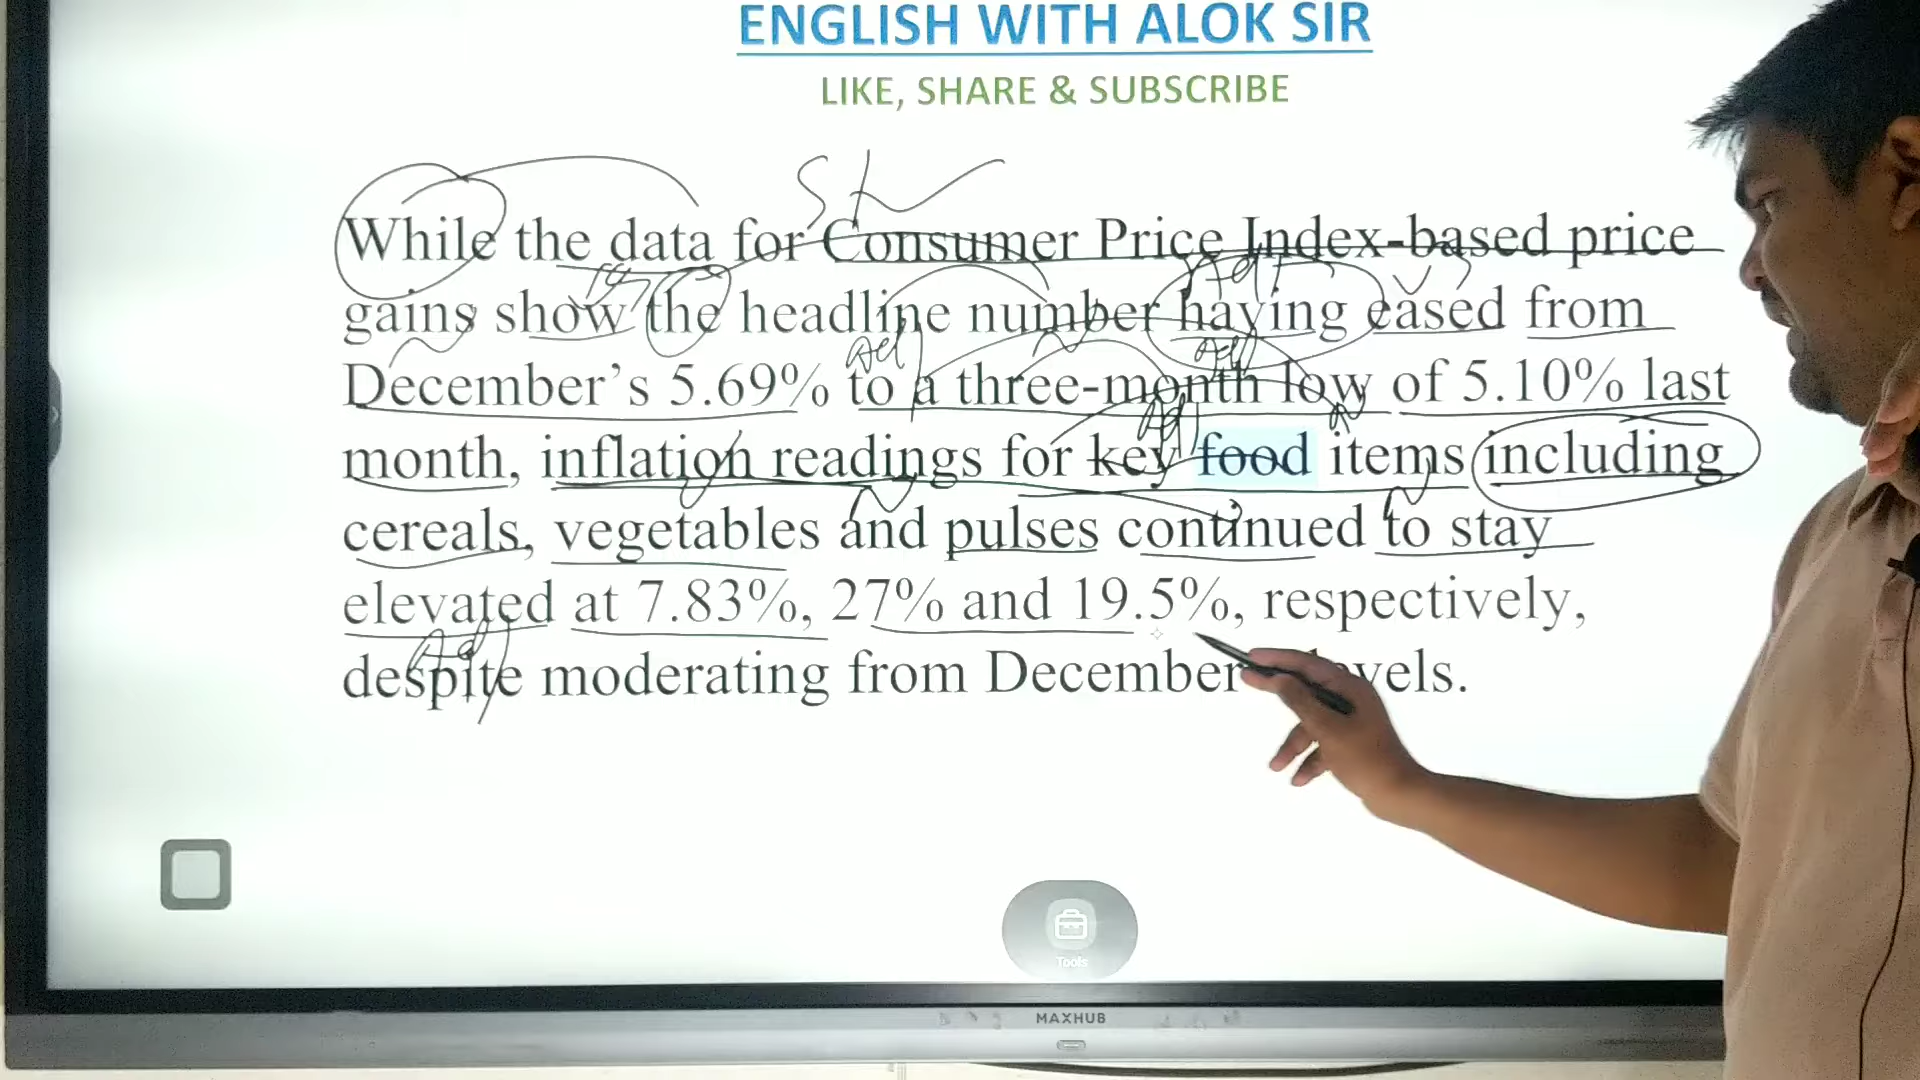 ENGLISH WITH ALOK SIR
LIKE, SHARE & SUBSCRIBE
While the data for Consumer Price Index-based price
gains show the headline number having eased from
December's 5.69% to a three-month low of 5.10% last
month, inflation readings for key food items including
cereals, vegetables and pulses continued to stay
elevated at 7.83%, 27% and 19.5%, respectively,
despite moderating from December
Tools
MAXHUB